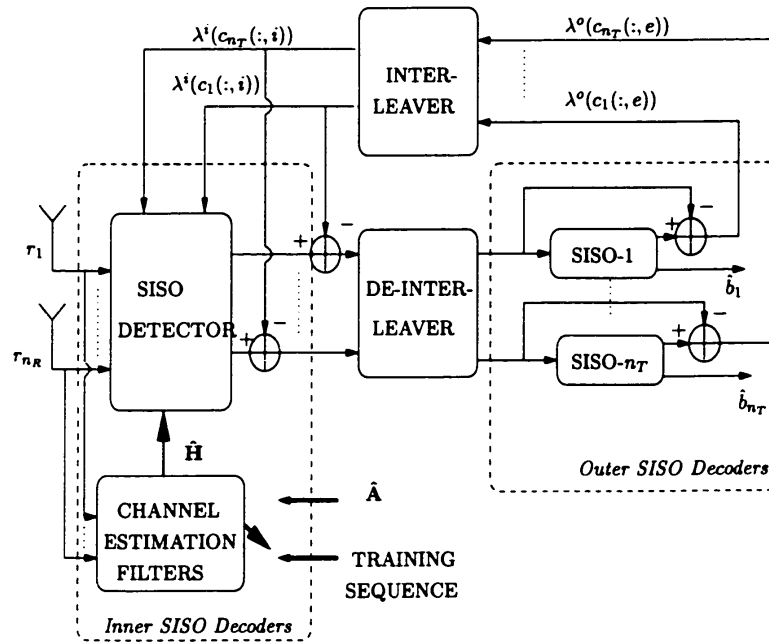 λ^i(c_{n_T}(:,i))
λ^o(c_{n_T}(:,e))
INTER-
LEAVER
λ^i(c_1(:,i))
λ^o(c_1(:,e))
−
−
r_1
+
+
SISO-1
SISO
DETECTOR
DE-INTER-
LEAVER
b̂_1
−
−
r_{n_R}
+
+
SISO-n_T
b̂_{n_T}
Ĥ
Outer SISO Decoders
Â
CHANNEL
ESTIMATION
FILTERS
TRAINING
SEQUENCE
Inner SISO Decoders